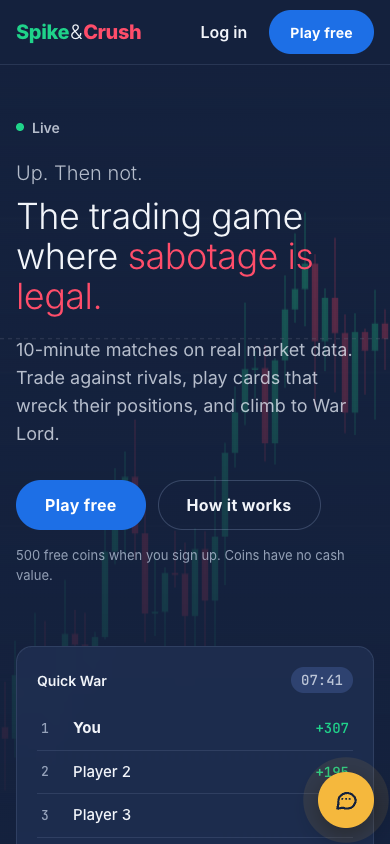 Spike&Crush
Log in
Play free
Live
Up. Then not.
The trading game
where sabotage is
legal.
10-minute matches on real market data.
Trade against rivals, play cards that
wreck their positions, and climb to War
Lord.
Play free
How it works
500 free coins when you sign up. Coins have no cash
value.
Quick War
07:41
1 You +307
2 Player 2 +195
3 Player 3